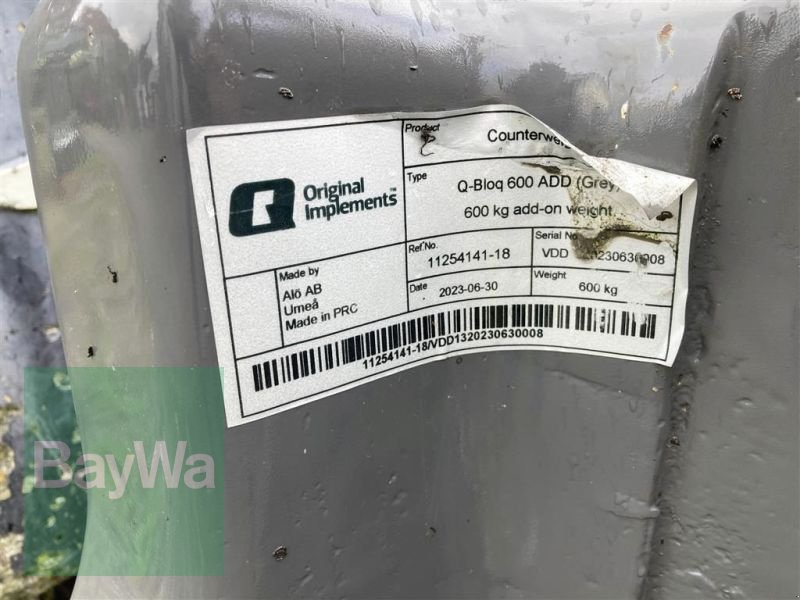 Original
Implements™
Product
Type
Q-Bloq 600 ADD (Grey)
600 kg add-on weight
Made by
Alö AB
Umeå
Made in PRC
Ref No.
11254141-18
Serial No
VDD
Date
2023-06-30
Weight
600 kg
11254141-18/VDD1320230630008
BayWa